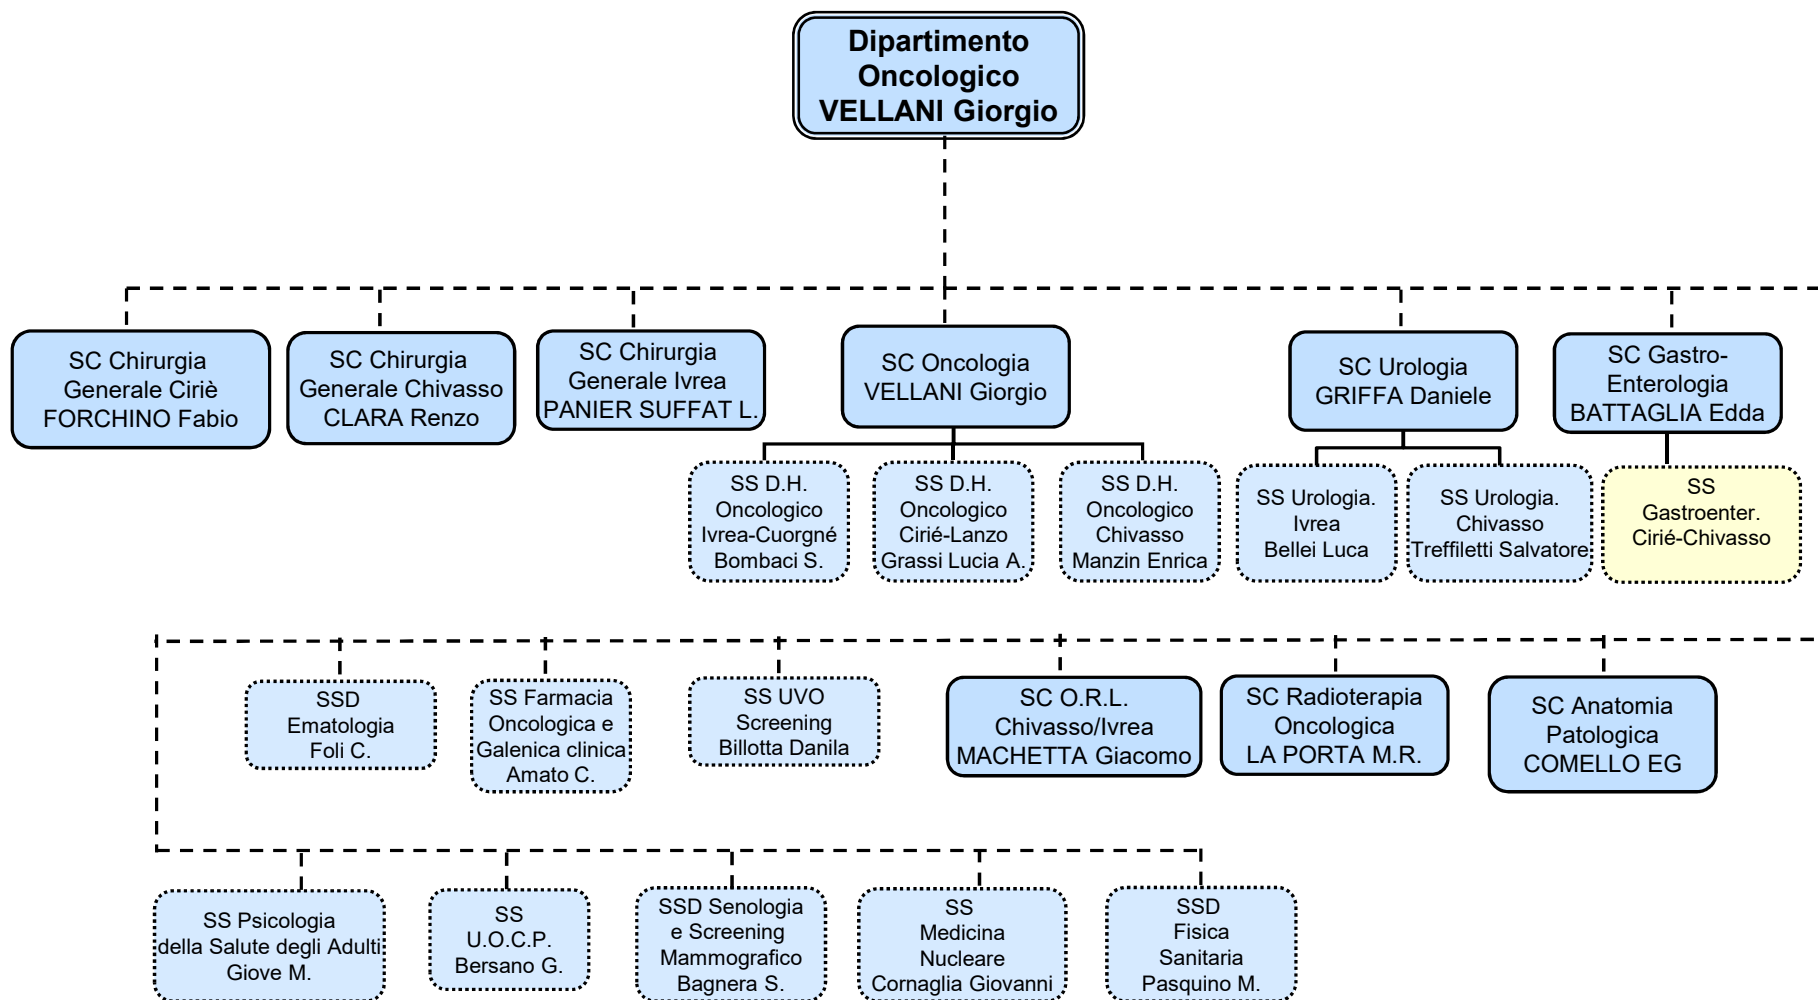 Dipartimento
Oncologico
VELLANI Giorgio
SC Chirurgia
Generale Ciriè
FORCHINO Fabio
SC Chirurgia
Generale Chivasso
CLARA Renzo
SC Chirurgia
Generale Ivrea
PANIER SUFFAT L.
SC Oncologia
VELLANI Giorgio
SC Urologia
GRIFFA Daniele
SC Gastro-
Enterologia
BATTAGLIA Edda
SS D.H.
Oncologico
Ivrea-Cuorgné
Bombaci S.
SS D.H.
Oncologico
Cirié-Lanzo
Grassi Lucia A.
SS D.H.
Oncologico
Chivasso
Manzin Enrica
SS Urologia.
Ivrea
Bellei Luca
SS Urologia.
Chivasso
Treffiletti Salvatore
SS
Gastroenter.
Cirié-Chivasso
SSD
Ematologia
Foli C.
SS Farmacia
Oncologica e
Galenica clinica
Amato C.
SS UVO
Screening
Billotta Danila
SC O.R.L.
Chivasso/Ivrea
MACHETTA Giacomo
SC Radioterapia
Oncologica
LA PORTA M.R.
SC Anatomia
Patologica
COMELLO EG
SS Psicologia
della Salute degli Adulti
Giove M.
SS
U.O.C.P.
Bersano G.
SSD Senologia
e Screening
Mammografico
Bagnera S.
SS
Medicina
Nucleare
Cornaglia Giovanni
SSD
Fisica
Sanitaria
Pasquino M.